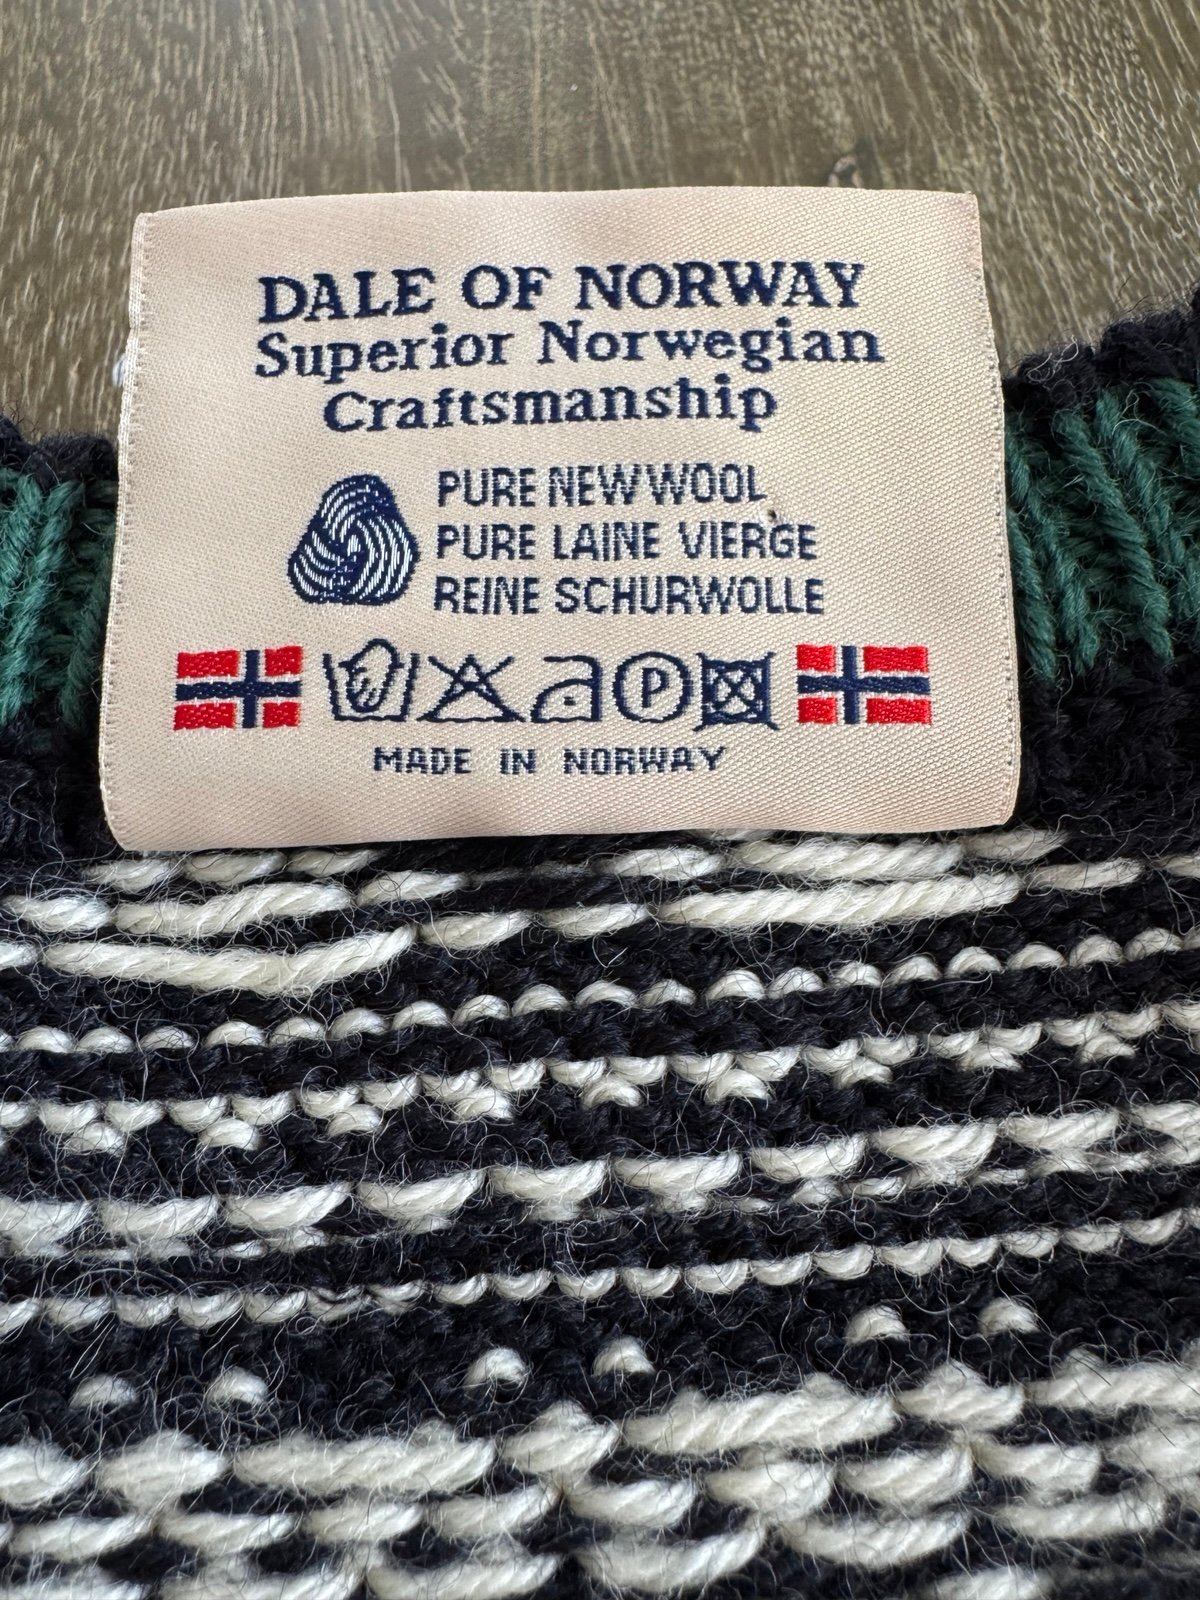 DALE OF NORWAY
Superior Norwegian
Craftsmanship
PURE NEW WOOL
PURE LAINE VIERGE
REINE SCHURWOLLE
P
MADE IN NORWAY